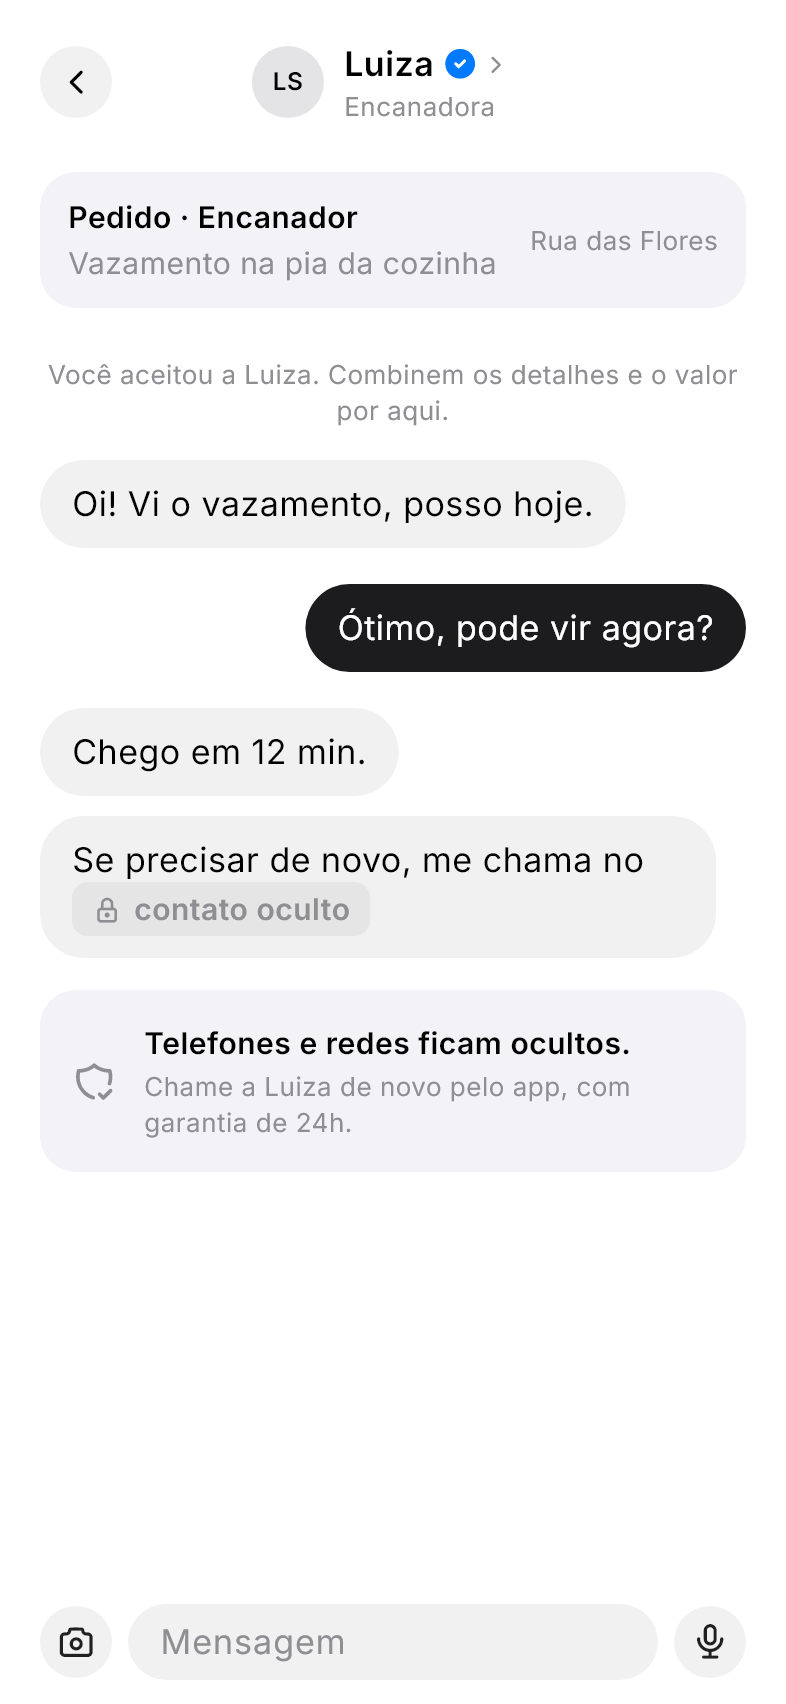 LS
Luiza
Encanadora
Pedido · Encanador
Vazamento na pia da cozinha
Rua das Flores
Você aceitou a Luiza. Combinem os detalhes e o valor
por aqui.
Oi! Vi o vazamento, posso hoje.
Ótimo, pode vir agora?
Chego em 12 min.
Se precisar de novo, me chama no
contato oculto
Telefones e redes ficam ocultos.
Chame a Luiza de novo pelo app, com
garantia de 24h.
Mensagem